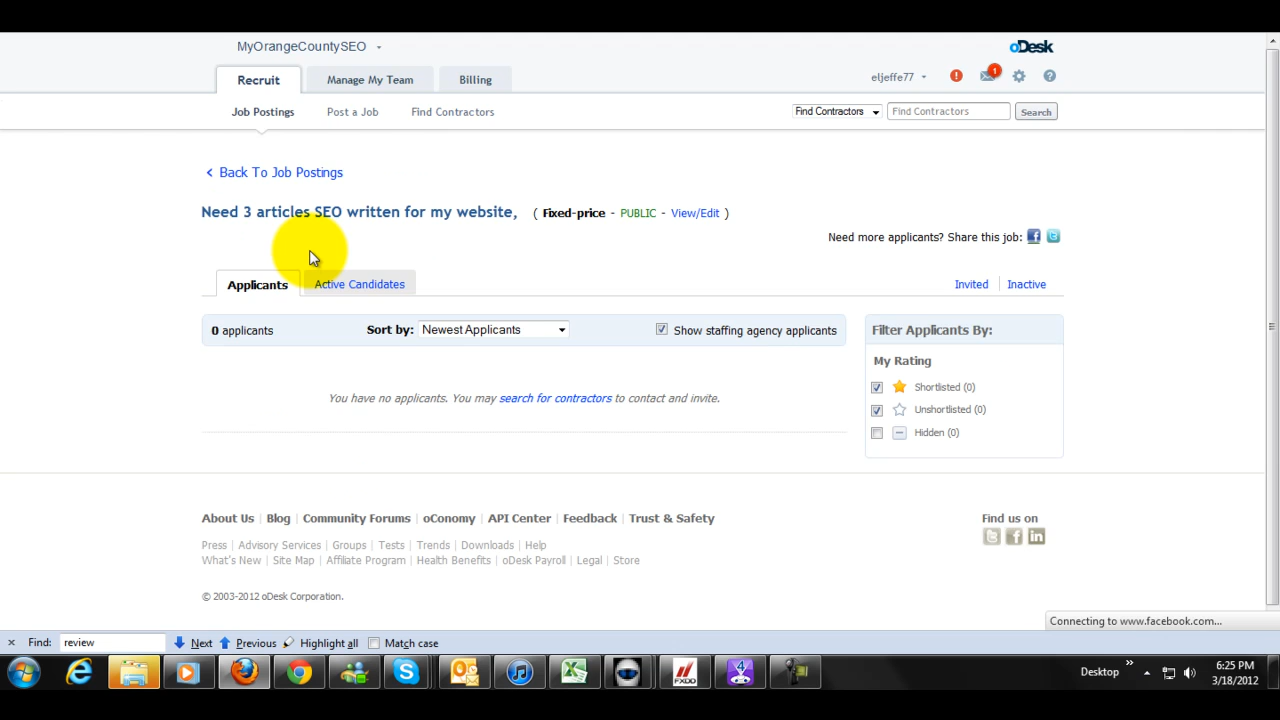 MyOrangeCountySEO
oDesk
Recruit Manage My Team Billing
eljeffe77 1
Job Postings Post a Job Find Contractors
Find Contractors Find Contractors Search
< Back To Job Postings
Need 3 articles SEO written for my website, ( Fixed-price - PUBLIC - View/Edit )
Need more applicants? Share this job:
Applicants Active Candidates Invited Inactive
0 applicants Sort by: Newest Applicants Show staffing agency applicants
Filter Applicants By:
My Rating
Shortlisted (0)
Unshortlisted (0)
Hidden (0)
You have no applicants. You may search for contractors to contact and invite.
About Us | Blog | Community Forums | oConomy | API Center | Feedback | Trust & Safety
Find us on
Press | Advisory Services | Groups | Tests | Trends | Downloads | Help
What's New | Site Map | Affiliate Program | Health Benefits | oDesk Payroll | Legal | Store
© 2003-2012 oDesk Corporation.
Connecting to www.facebook.com...
× Find: review Next Previous Highlight all Match case
Desktop » 6:25 PM
3/18/2012
FXDD
4